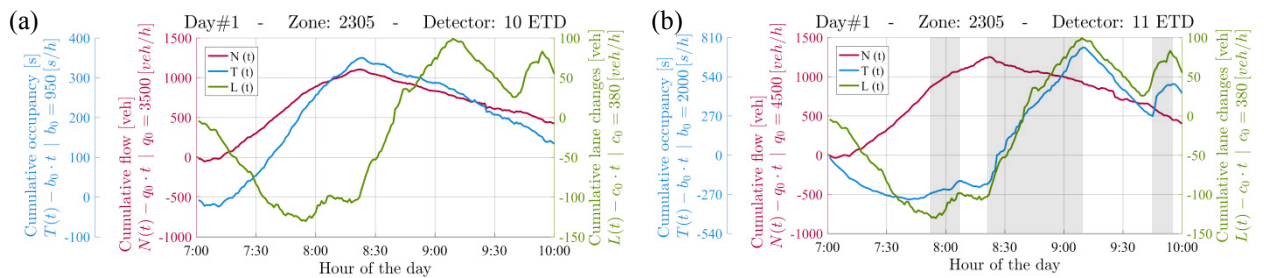 (a)
Day#1 - Zone: 2305 - Detector: 10 ETD
Cumulative occupancy [s]
T(t) − b₀ · t | b₀ = 950 [s/h]
400
300
200
100
0
-100
Cumulative flow [veh]
N(t) − q₀ · t | q₀ = 3500 [veh/h]
1500
1000
500
0
-500
-1000
N (t)
T (t)
L (t)
100
50
0
-50
-100
-150
Cumulative lane changes [veh]
L(t) − c₀ · t | c₀ = 380 [veh/h]
7:00 7:30 8:00 8:30 9:00 9:30 10:00
Hour of the day
(b)
Day#1 - Zone: 2305 - Detector: 11 ETD
Cumulative occupancy [s]
T(t) − b₀ · t | b₀ = 2000 [s/h]
810
540
270
0
-270
-540
Cumulative flow [veh]
N(t) − q₀ · t | q₀ = 4500 [veh/h]
1500
1000
500
0
-500
-1000
N (t)
T (t)
L (t)
100
50
0
-50
-100
-150
Cumulative lane changes [veh]
L(t) − c₀ · t | c₀ = 380 [veh/h]
7:00 7:30 8:00 8:30 9:00 9:30 10:00
Hour of the day